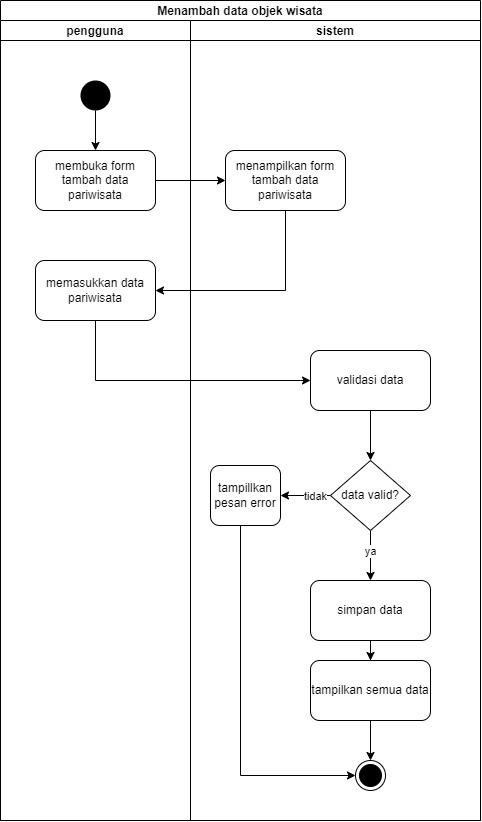 Menambah data objek wisata
pengguna
sistem
membuka form
tambah data
pariwisata
menampilkan form
tambah data
pariwisata
memasukkan data
pariwisata
validasi data
data valid?
tidak
tampillkan
pesan error
ya
simpan data
tampilkan semua data